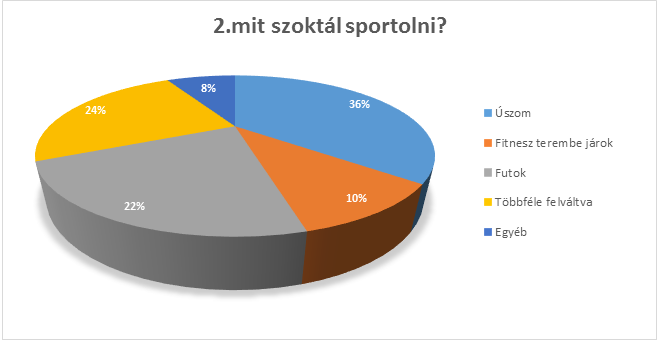 2.mit szoktál sportolni?
8%
36%
24%
10%
22%
Úszom
Fitnesz terembe járok
Futok
Többféle felváltva
Egyéb